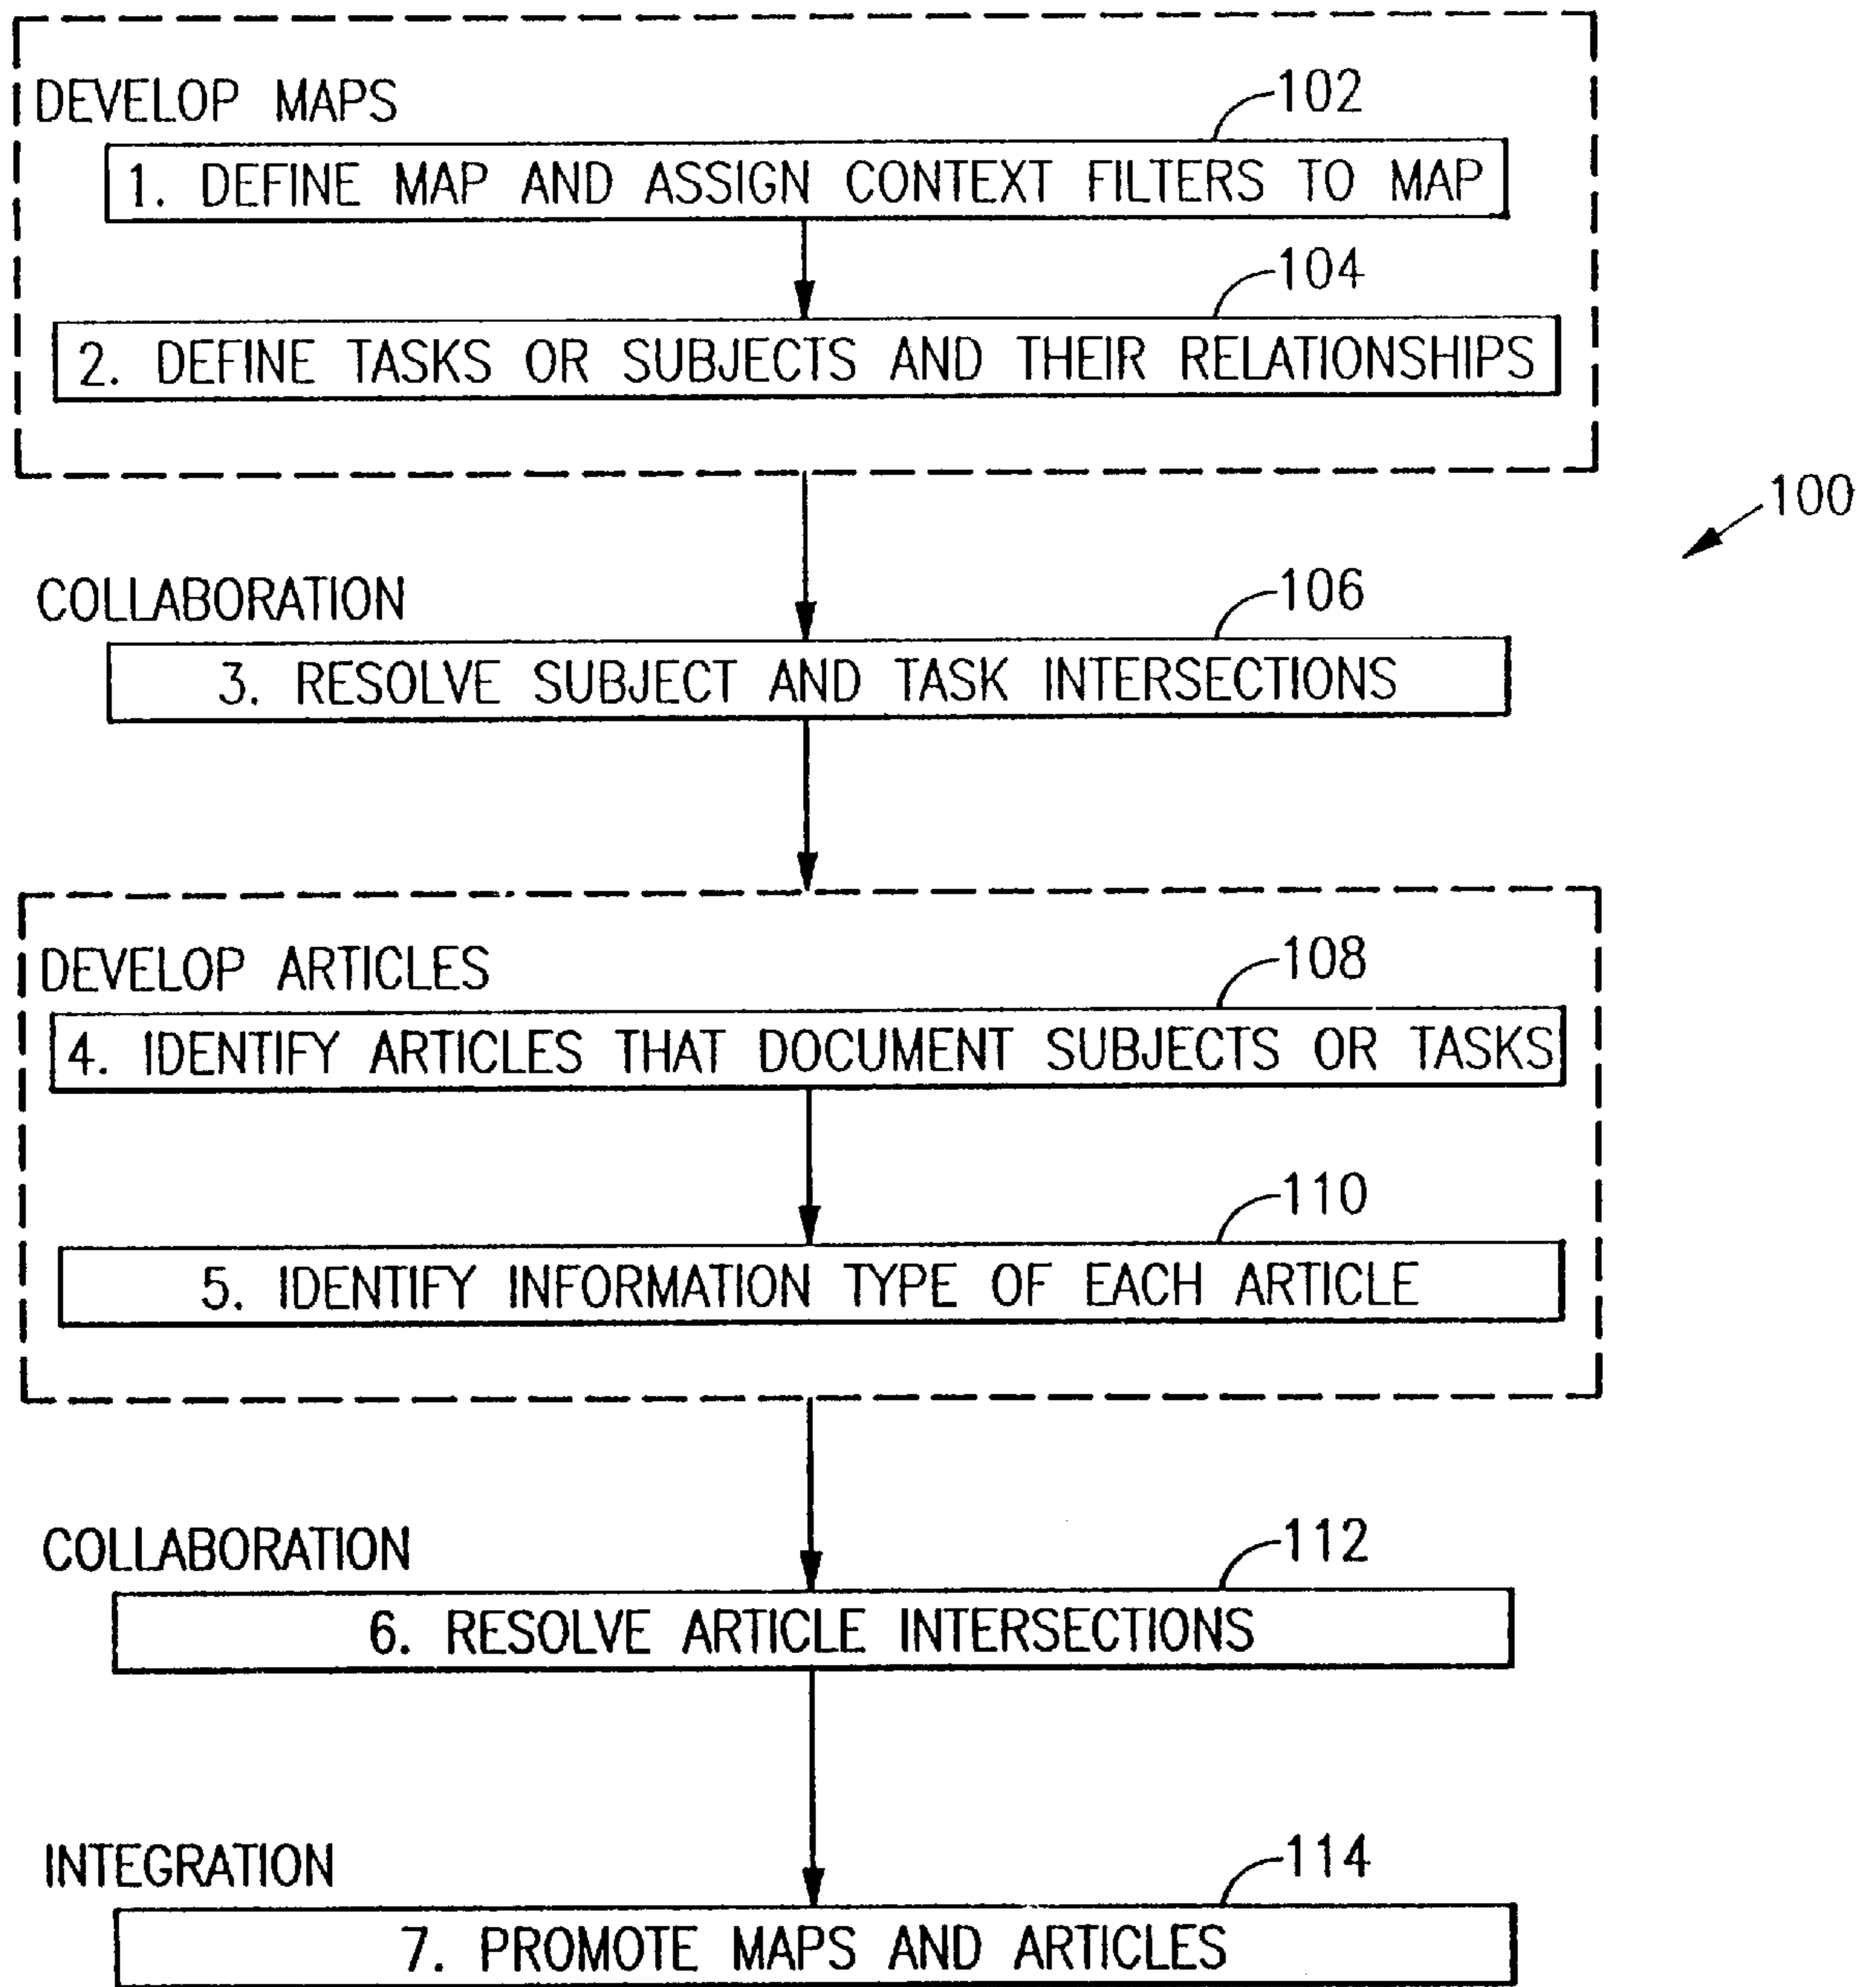 DEVELOP MAPS
102
1. DEFINE MAP AND ASSIGN CONTEXT FILTERS TO MAP
104
2. DEFINE TASKS OR SUBJECTS AND THEIR RELATIONSHIPS
100
COLLABORATION
106
3. RESOLVE SUBJECT AND TASK INTERSECTIONS
DEVELOP ARTICLES
108
4. IDENTIFY ARTICLES THAT DOCUMENT SUBJECTS OR TASKS
110
5. IDENTIFY INFORMATION TYPE OF EACH ARTICLE
COLLABORATION
112
6. RESOLVE ARTICLE INTERSECTIONS
INTEGRATION
114
7. PROMOTE MAPS AND ARTICLES